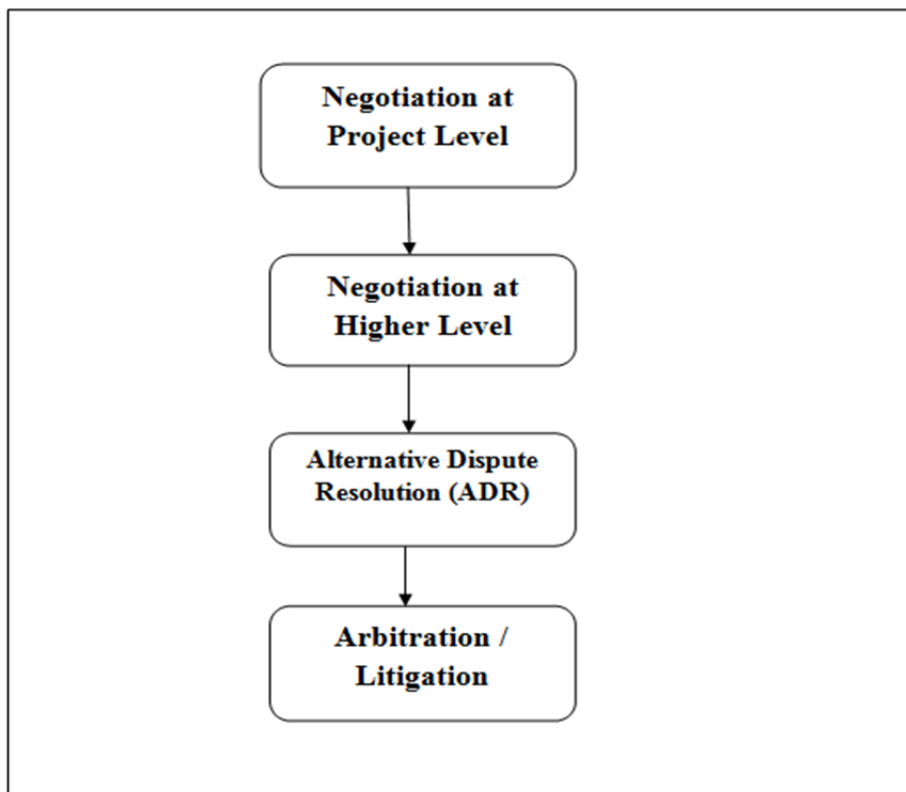 Negotiation at
Project Level
Negotiation at
Higher Level
Alternative Dispute
Resolution (ADR)
Arbitration /
Litigation